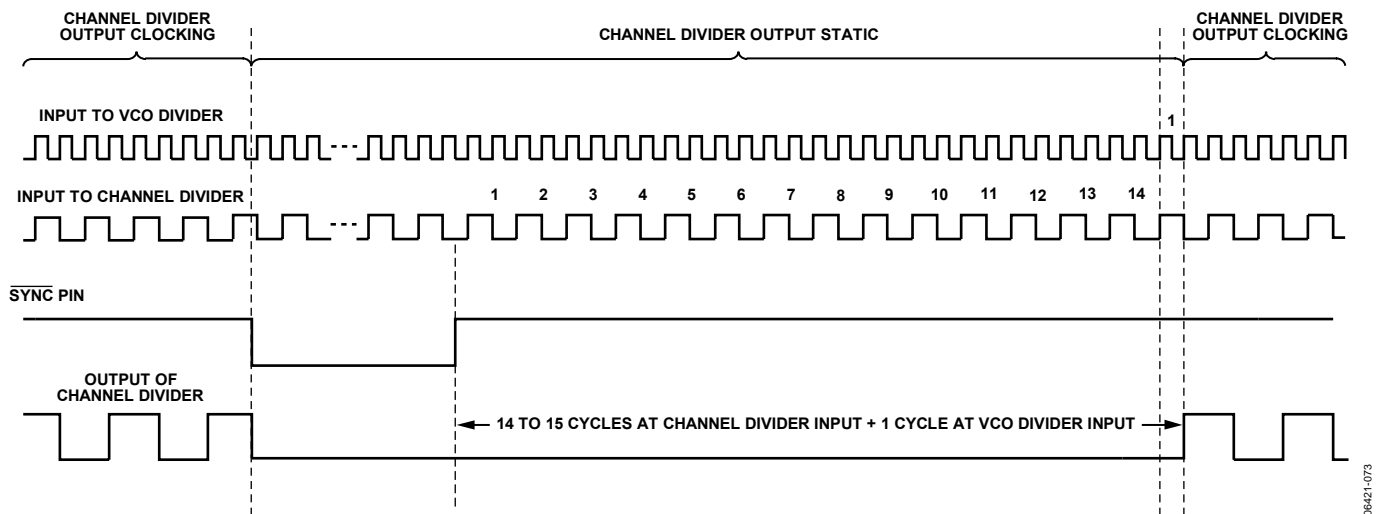 CHANNEL DIVIDER
OUTPUT CLOCKING
CHANNEL DIVIDER OUTPUT STATIC
CHANNEL DIVIDER
OUTPUT CLOCKING
INPUT TO VCO DIVIDER
1
INPUT TO CHANNEL DIVIDER
1 2 3 4 5 6 7 8 9 10 11 12 13 14
SYNC PIN
OUTPUT OF
CHANNEL DIVIDER
14 TO 15 CYCLES AT CHANNEL DIVIDER INPUT + 1 CYCLE AT VCO DIVIDER INPUT
06421-073